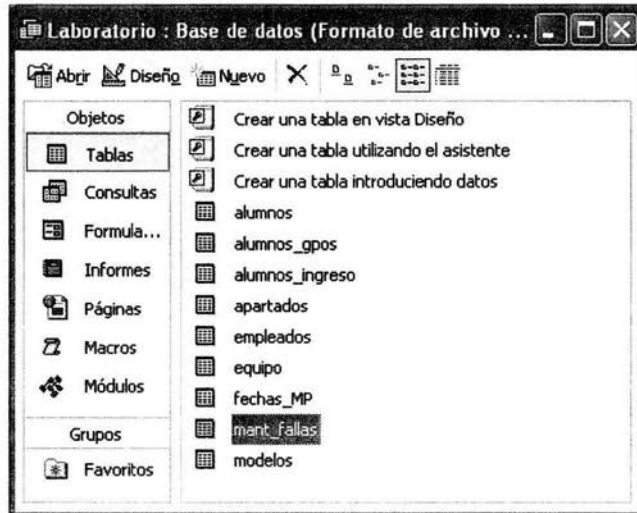 Laboratorio : Base de datos (Formato de archivo ...
Abrir Diseño Nuevo
Objetos
Tablas
Consultas
Formula...
Informes
Páginas
Macros
Módulos
Grupos
Favoritos
Crear una tabla en vista Diseño
Crear una tabla utilizando el asistente
Crear una tabla introduciendo datos
alumnos
alumnos_gpos
alumnos_ingreso
apartados
empleados
equipo
fechas_MP
mant_fallas
modelos